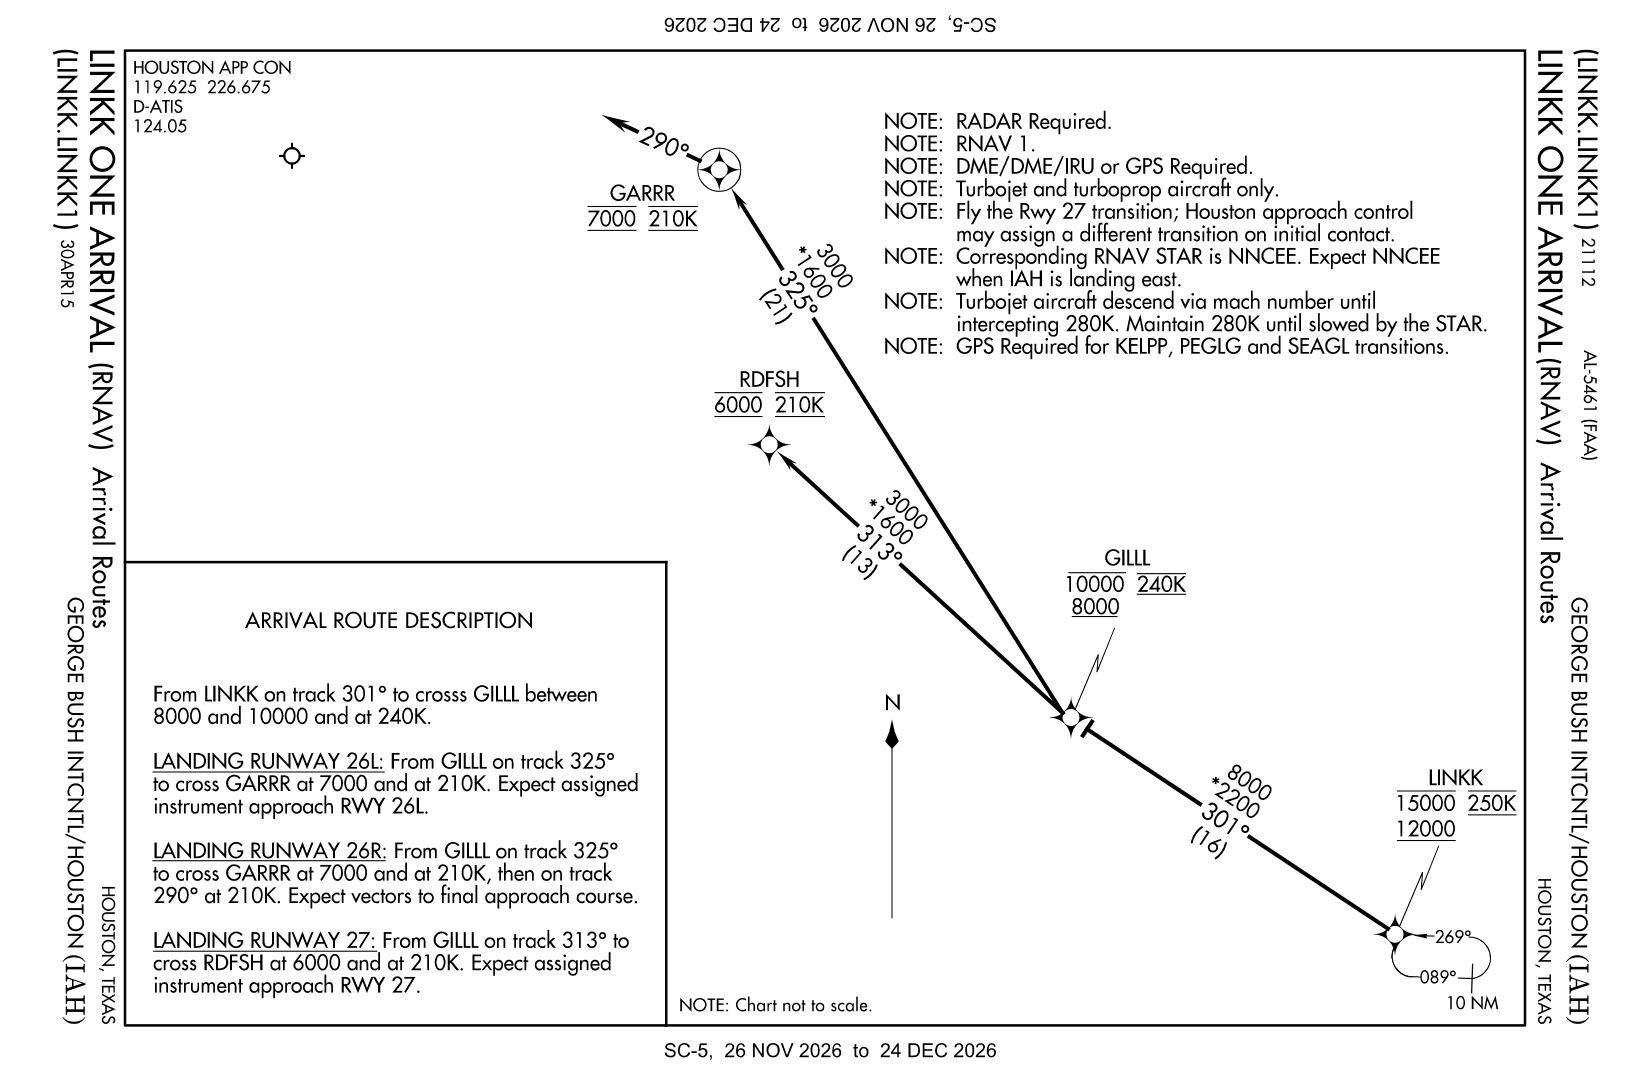 SC-5, 26 NOV 2026 to 24 DEC 2026
(LINKK.LINKK1) 30APR15
LINKK ONE ARRIVAL (RNAV) Arrival Routes
GEORGE BUSH INTCNTL/HOUSTON (IAH)
HOUSTON, TEXAS
(LINKK.LINKK1) 21112
AL-5461 (FAA)
LINKK ONE ARRIVAL (RNAV) Arrival Routes
GEORGE BUSH INTCNTL/HOUSTON (IAH)
HOUSTON, TEXAS
HOUSTON APP CON
119.625 226.675
D-ATIS
124.05
NOTE: RADAR Required.
NOTE: RNAV 1.
NOTE: DME/DME/IRU or GPS Required.
NOTE: Turbojet and turboprop aircraft only.
NOTE: Fly the Rwy 27 transition; Houston approach control
may assign a different transition on initial contact.
NOTE: Corresponding RNAV STAR is NNCEE. Expect NNCEE
when IAH is landing east.
NOTE: Turbojet aircraft descend via mach number until
intercepting 280K. Maintain 280K until slowed by the STAR.
NOTE: GPS Required for KELPP, PEGLG and SEAGL transitions.
290°
GARRR
7000 210K
3000
*1600
325°
(21)
RDFSH
6000 210K
3000
*1600
313°
(13)
GILLL
10000 240K
8000
N
8000
*2200
301°
(16)
LINKK
15000 250K
12000
269°
089°
10 NM
ARRIVAL ROUTE DESCRIPTION
From LINKK on track 301° to crosss GILLL between
8000 and 10000 and at 240K.
LANDING RUNWAY 26L: From GILLL on track 325°
to cross GARRR at 7000 and at 210K. Expect assigned
instrument approach RWY 26L.
LANDING RUNWAY 26R: From GILLL on track 325°
to cross GARRR at 7000 and at 210K, then on track
290° at 210K. Expect vectors to final approach course.
LANDING RUNWAY 27: From GILLL on track 313° to
cross RDFSH at 6000 and at 210K. Expect assigned
instrument approach RWY 27.
NOTE: Chart not to scale.
SC-5, 26 NOV 2026 to 24 DEC 2026